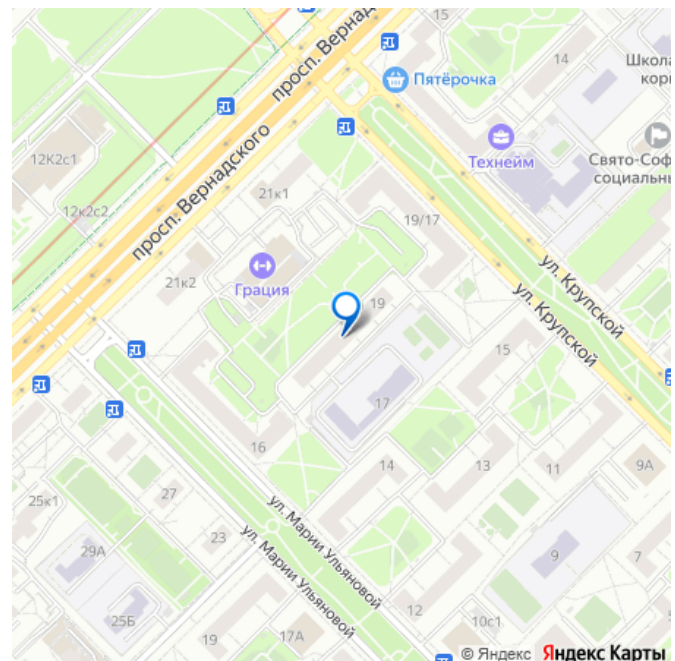 просп. Вернад
15
14
Школа
кор
Пятёрочка
Технейм
Свято-Соф
социальнь
12К2с1
12к2с2
просп. Вернадского
21к1
19/17
21к2
Грация
19
ул. Крупской
ул. Крупской
15
17
16
14
13
11
9А
25к1
27
29А
23
ул. Марии Ульяновой
ул. Марии Ульяновой
9
7
25Б
12
10с1
19
17А
© Яндекс Яндекс Карты